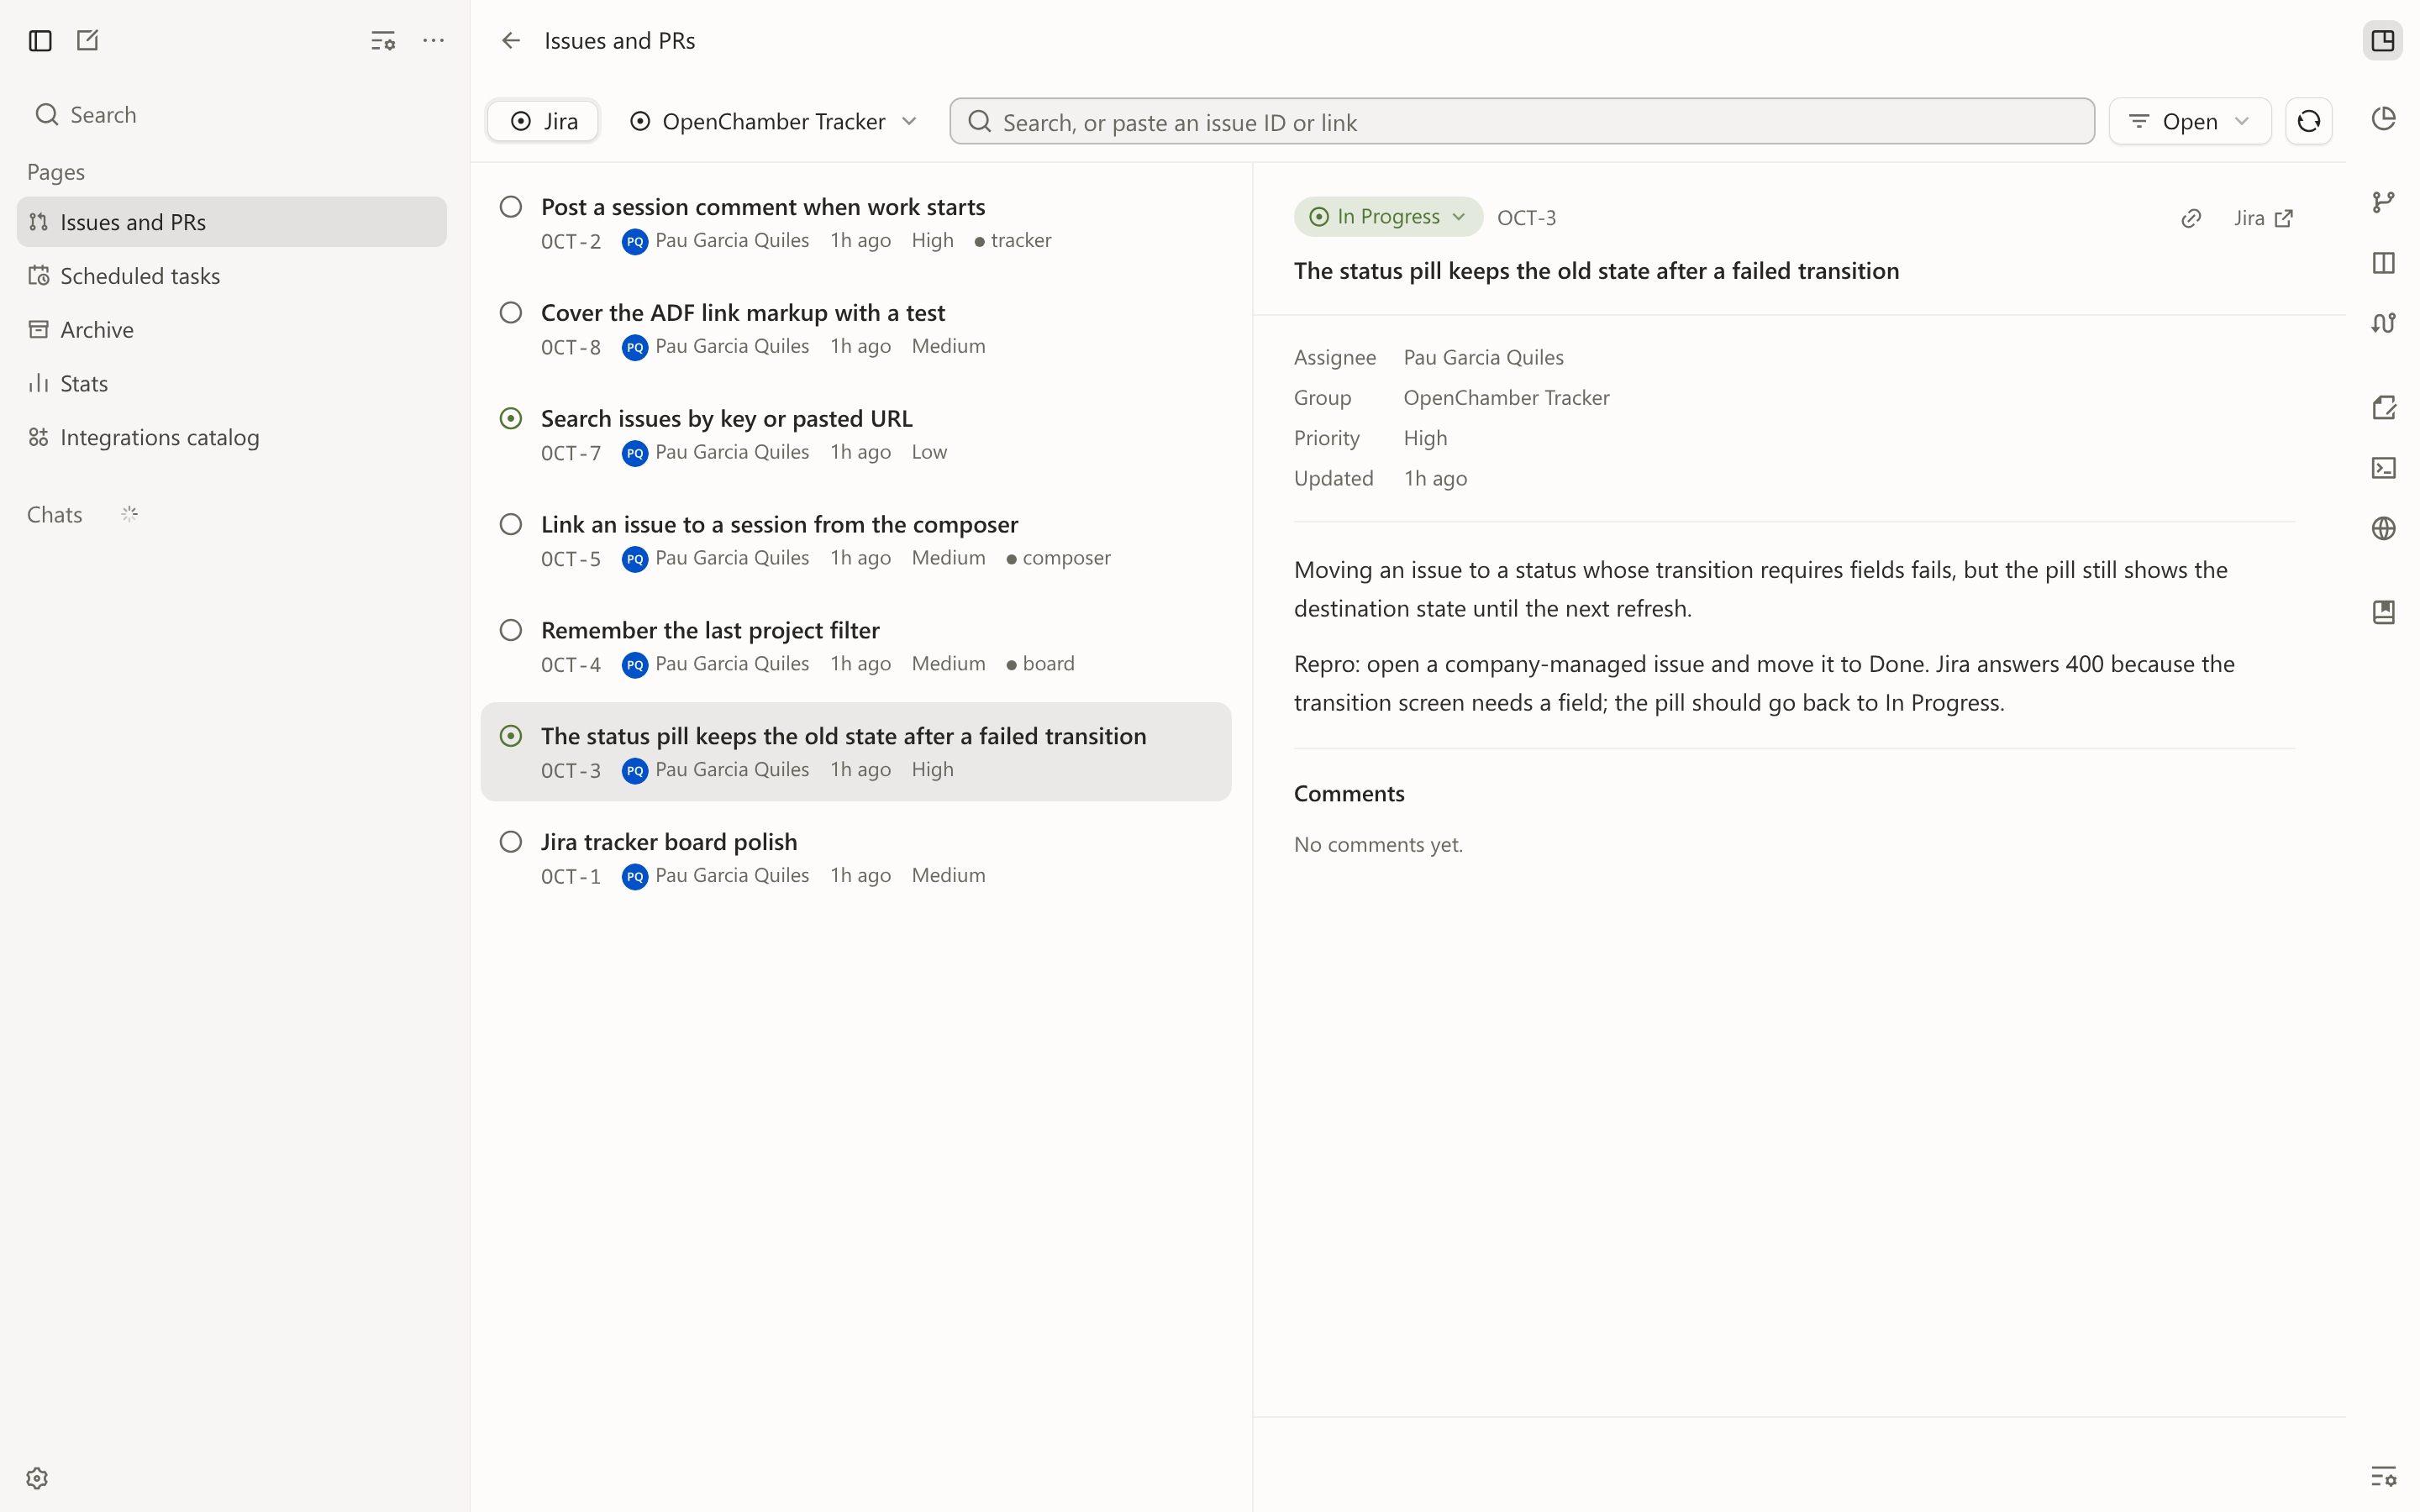 Issues and PRs
Search
Pages
Issues and PRs
Scheduled tasks
Archive
Stats
Integrations catalog
Chats
Jira
OpenChamber Tracker
Search, or paste an issue ID or link
Open
Post a session comment when work starts
OCT-2 PQ Pau Garcia Quiles 1h ago High tracker
Cover the ADF link markup with a test
OCT-8 PQ Pau Garcia Quiles 1h ago Medium
Search issues by key or pasted URL
OCT-7 PQ Pau Garcia Quiles 1h ago Low
Link an issue to a session from the composer
OCT-5 PQ Pau Garcia Quiles 1h ago Medium composer
Remember the last project filter
OCT-4 PQ Pau Garcia Quiles 1h ago Medium board
The status pill keeps the old state after a failed transition
OCT-3 PQ Pau Garcia Quiles 1h ago High
Jira tracker board polish
OCT-1 PQ Pau Garcia Quiles 1h ago Medium
In Progress OCT-3 Jira
The status pill keeps the old state after a failed transition
Assignee Pau Garcia Quiles
Group OpenChamber Tracker
Priority High
Updated 1h ago
Moving an issue to a status whose transition requires fields fails, but the pill still shows the
destination state until the next refresh.
Repro: open a company-managed issue and move it to Done. Jira answers 400 because the
transition screen needs a field; the pill should go back to In Progress.
Comments
No comments yet.